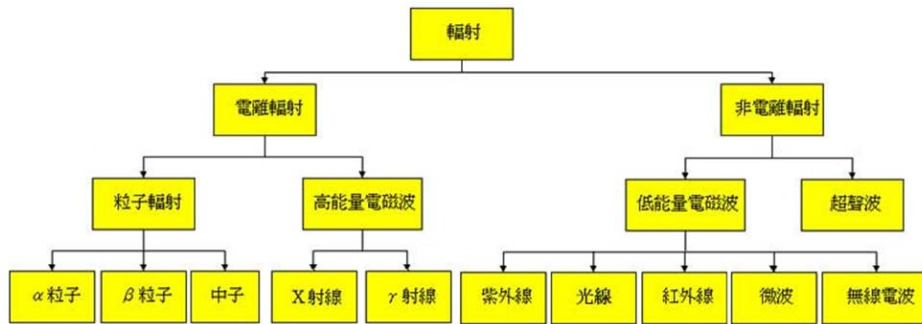 輻射
電離輻射
非電離輻射
粒子輻射
高能量電磁波
低能量電磁波
超聲波
α粒子
β粒子
中子
X射線
γ射線
紫外線
光線
紅外線
微波
無線電波